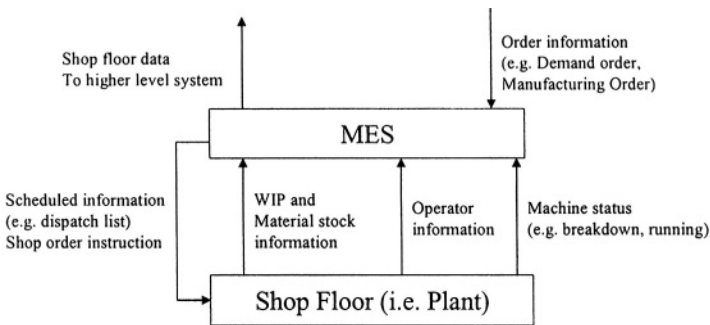 Shop floor data
To higher level system
Order information
(e.g. Demand order,
Manufacturing Order)
MES
Scheduled information
(e.g. dispatch list)
Shop order instruction
WIP and
Material stock
information
Operator
information
Machine status
(e.g. breakdown, running)
Shop Floor (i.e. Plant)